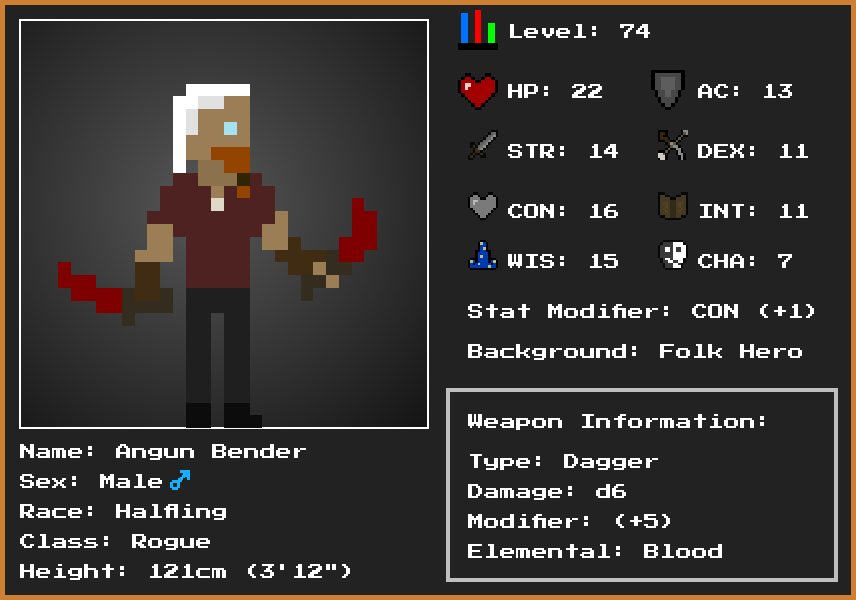 Level: 74
HP: 22
AC: 13
STR: 14
DEX: 11
CON: 16
INT: 11
WIS: 15
CHA: 7
Stat Modifier: CON (+1)
Background: Folk Hero
Weapon Information:
Type: Dagger
Damage: d6
Modifier: (+5)
Elemental: Blood
Name: Angun Bender
Sex: Male♂
Race: Halfling
Class: Rogue
Height: 121cm (3'12")